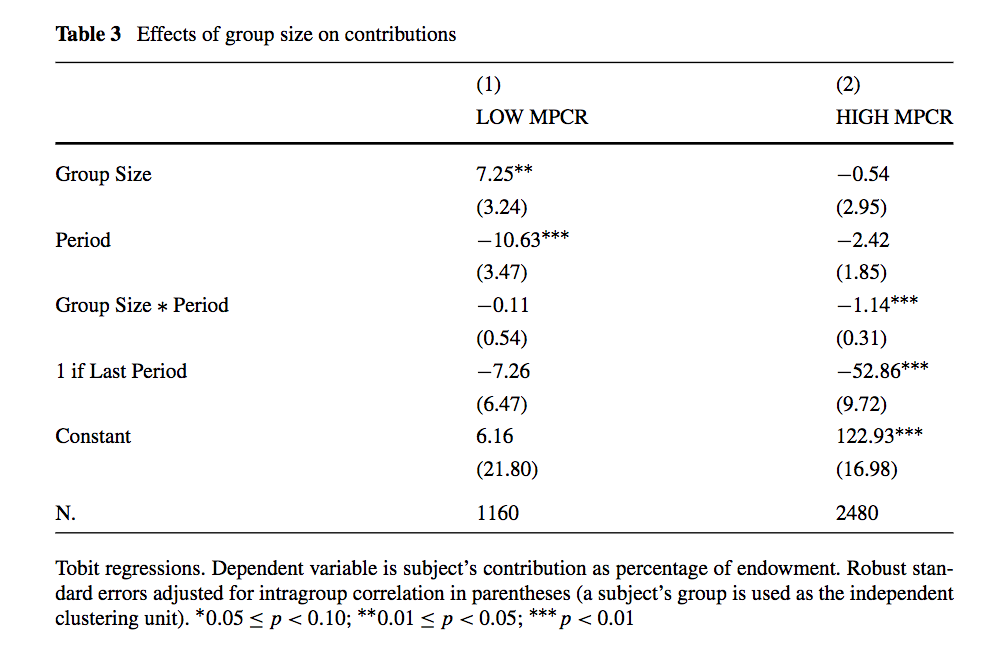 Table 3 Effects of group size on contributions
(1) (2)
LOW MPCR HIGH MPCR
Group Size 7.25** −0.54
(3.24) (2.95)
Period −10.63*** −2.42
(3.47) (1.85)
Group Size ∗ Period −0.11 −1.14***
(0.54) (0.31)
1 if Last Period −7.26 −52.86***
(6.47) (9.72)
Constant 6.16 122.93***
(21.80) (16.98)
N. 1160 2480
Tobit regressions. Dependent variable is subject’s contribution as percentage of endowment. Robust stan-
dard errors adjusted for intragroup correlation in parentheses (a subject’s group is used as the independent
clustering unit). *0.05 ≤ p < 0.10; **0.01 ≤ p < 0.05; ***p < 0.01